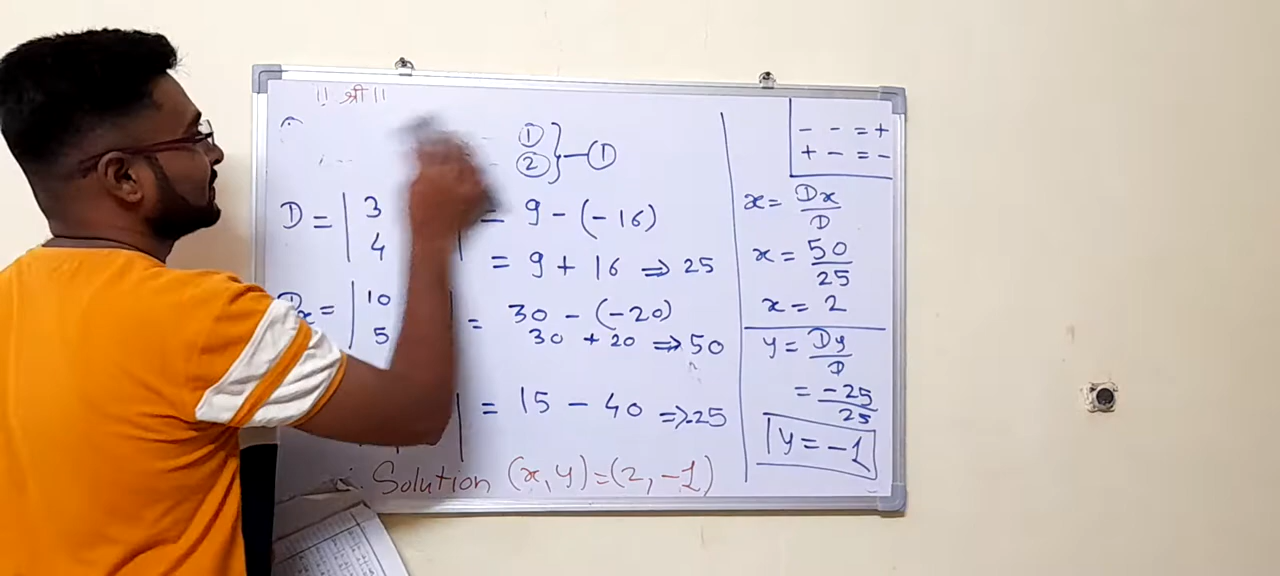 ॥ श्री ॥
①
② } — ①
D = | 3 | = 9 - (-16)
4
= 9 + 16 ⇒ 25
Dx = | 10 | = 30 - (-20)
5
30 + 20 ⇒ 50
| = 15 - 40 ⇒ -25
∴ Solution (x, y) = (2, -1)
- - = +
+ - = -
x = Dx/D
x = 50/25
x = 2
y = Dy/D
= -25/25
y = -1